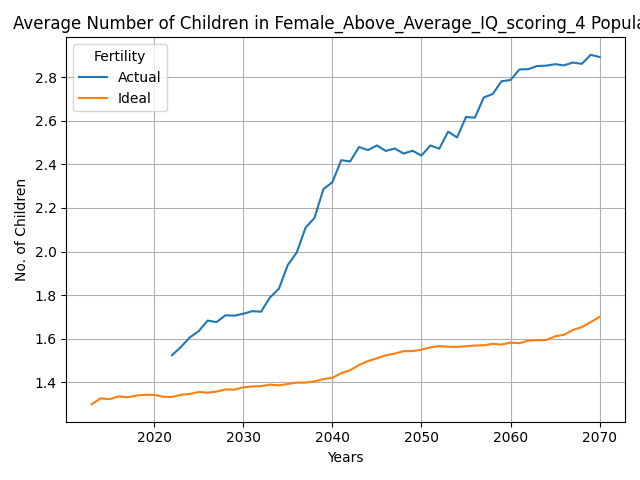 Average Number of Children in Female_Above_Average_IQ_scoring_4 Popula
Fertility
Actual
Ideal
2.8
2.6
2.4
2.2
2.0
1.8
1.6
1.4
No. of Children
2020 2030 2040 2050 2060 2070
Years